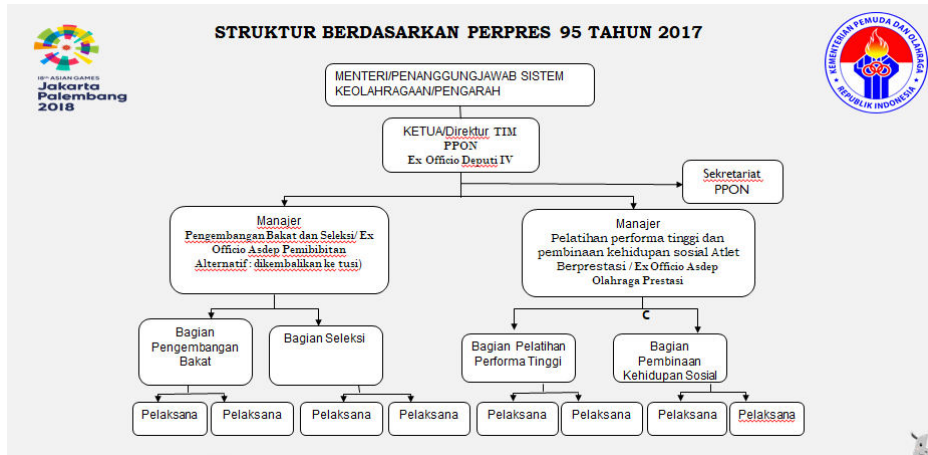 STRUKTUR BERDASARKAN PERPRES 95 TAHUN 2017
18TH ASIAN GAMES
Jakarta
Palembang
2018
KEMENTERIAN PEMUDA DAN OLAHRAGA
REPUBLIK INDONESIA
MENTERI/PENANGGUNGJAWAB SISTEM
KEOLAHRAGAAN/PENGARAH
KETUA/Direktur TIM
PPON
Ex Officio Deputi IV
Sekretariat
PPON
Manajer
Pengembangan Bakat dan Seleksi/ Ex
Officio Asdep Pemibibitan
Alternatif : dikembalikan ke tusi)
Manajer
Pelatihan performa tinggi dan
pembinaan kehidupan sosial Atlet
Berprestasi / Ex Officio Asdep
Olahraga Prestasi
C
Bagian
Pengembangan
Bakat
Bagian Seleksi
Bagian Pelatihan
Performa Tinggi
Bagian
Pembinaan
Kehidupan Sosial
Pelaksana
Pelaksana
Pelaksana
Pelaksana
Pelaksana
Pelaksana
Pelaksana
Pelaksana